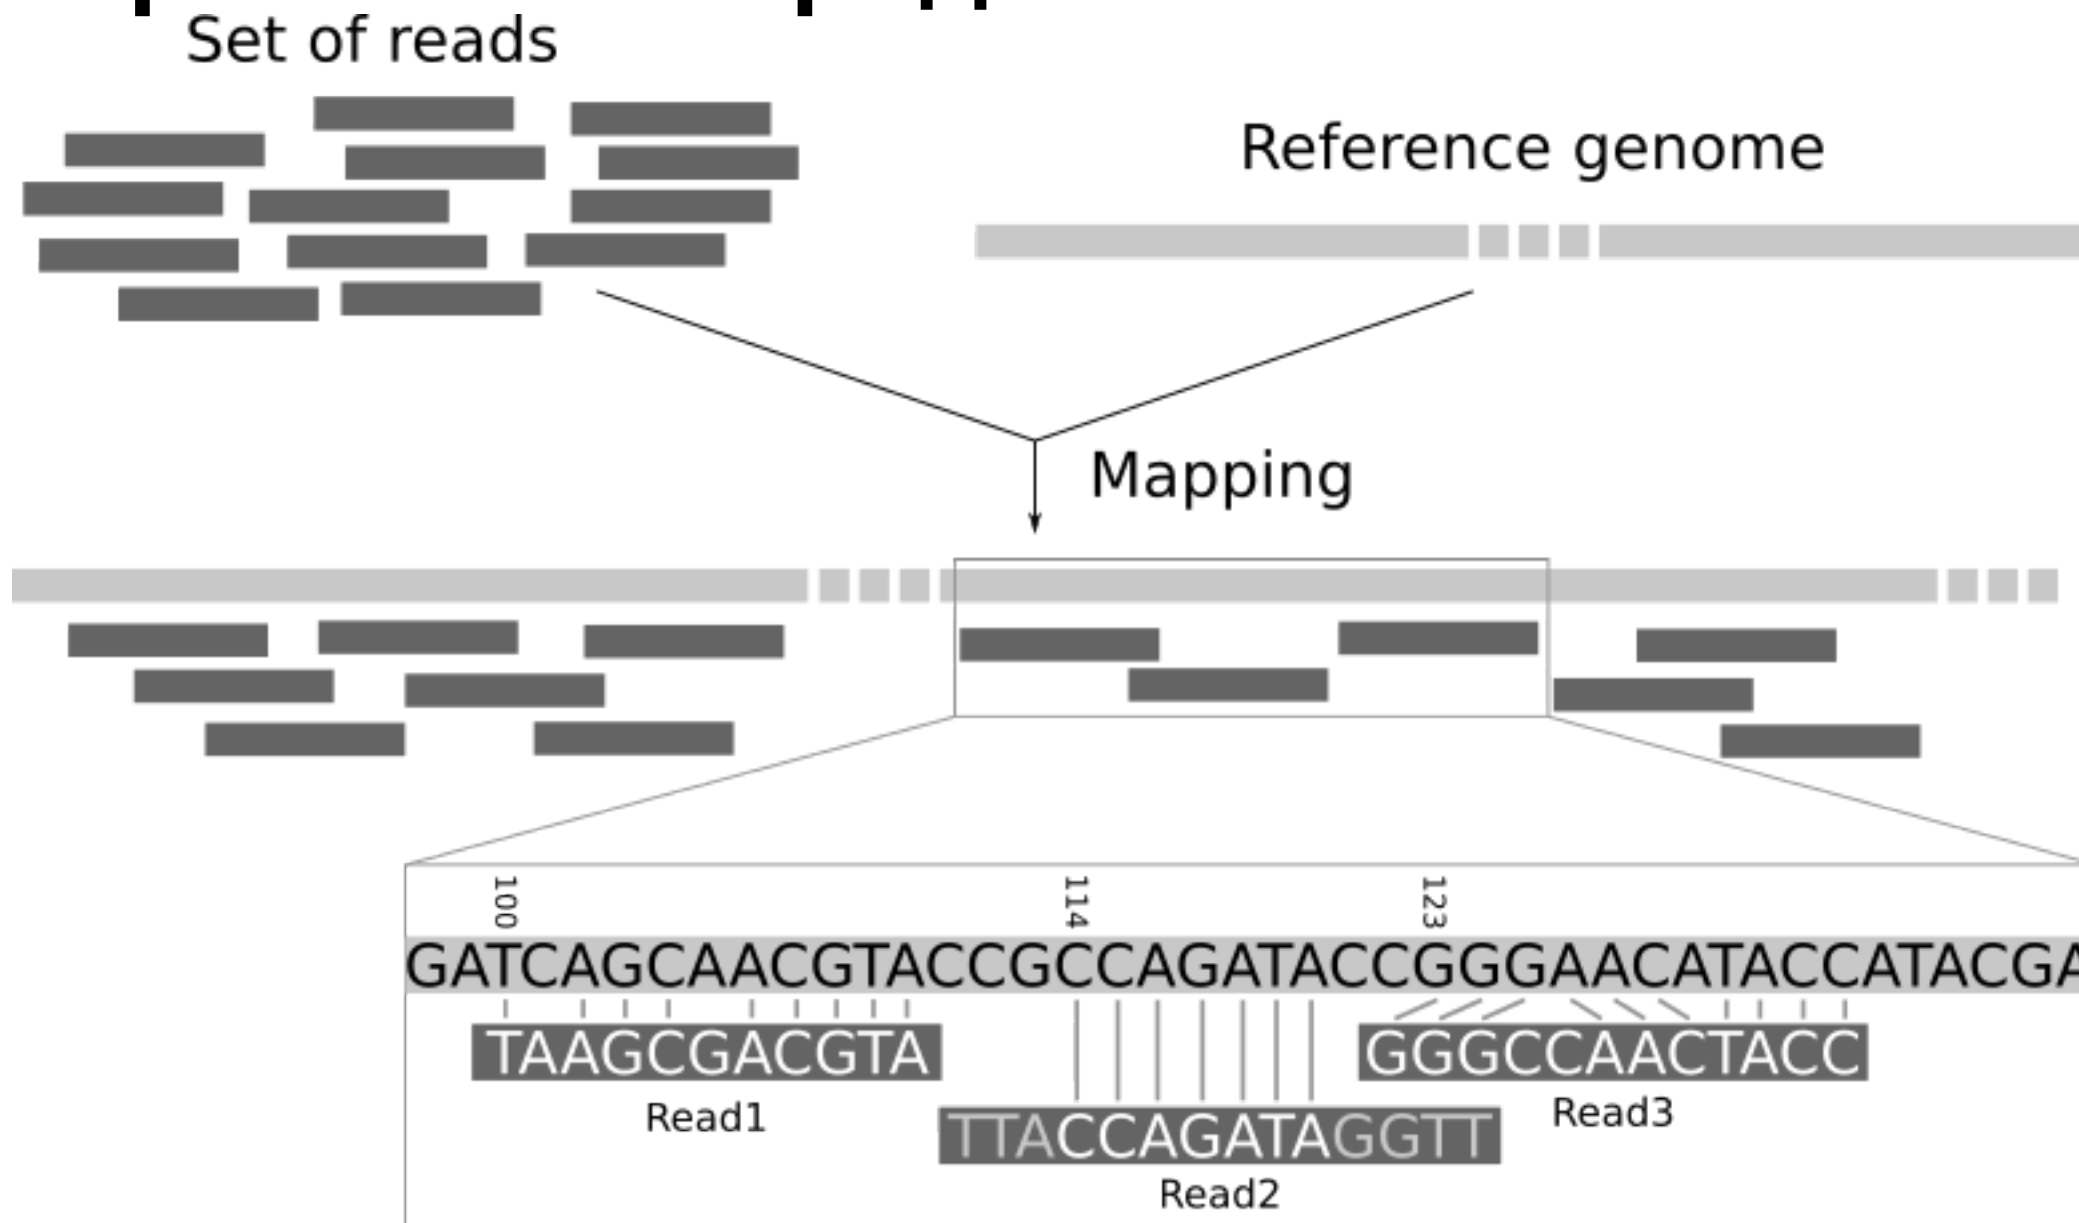 Set of reads
Reference genome
Mapping
100
114
123
GATCAGCAACGTACCGCCAGATACCGGGAACATACCATACGA
TAAGCGACGTA
GGGCCAACTACC
Read1
Read3
TTACCAGATAGGTT
Read2